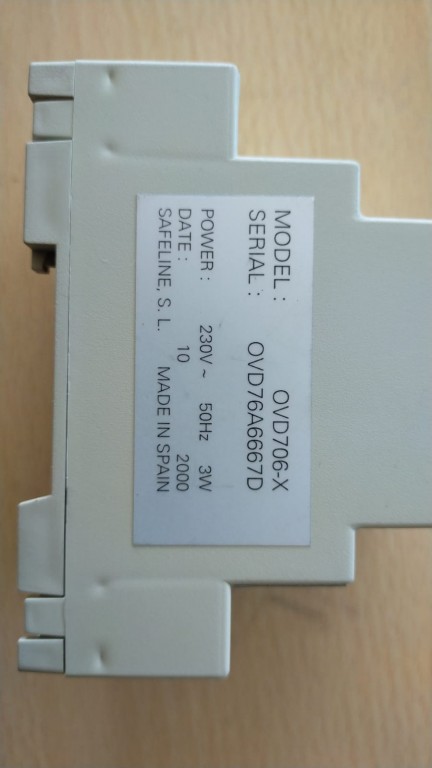 MODEL : OVD706-X
SERIAL : OVD76A6667D
POWER : 230V ~ 50Hz 3W
DATE : 10 2000
SAFELINE, S. L. MADE IN SPAIN